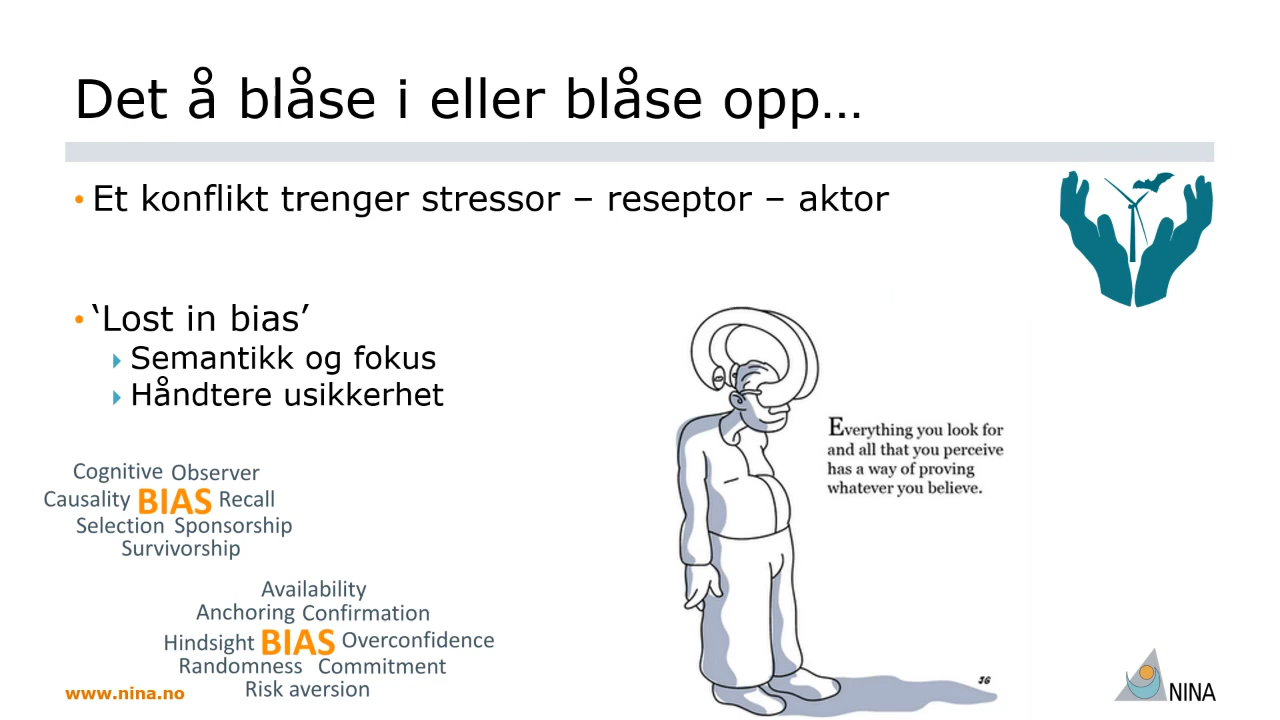 Det å blåse i eller blåse opp…
• Et konflikt trenger stressor – reseptor – aktor
• ‘Lost in bias’
Semantikk og fokus
Håndtere usikkerhet
Everything you look for
and all that you perceive
has a way of proving
whatever you believe.
Cognitive Observer
Causality BIAS Recall
Selection Sponsorship
Survivorship
Availability
Anchoring Confirmation
Hindsight BIAS Overconfidence
Randomness Commitment
Risk aversion
JG
www.nina.no
NINA